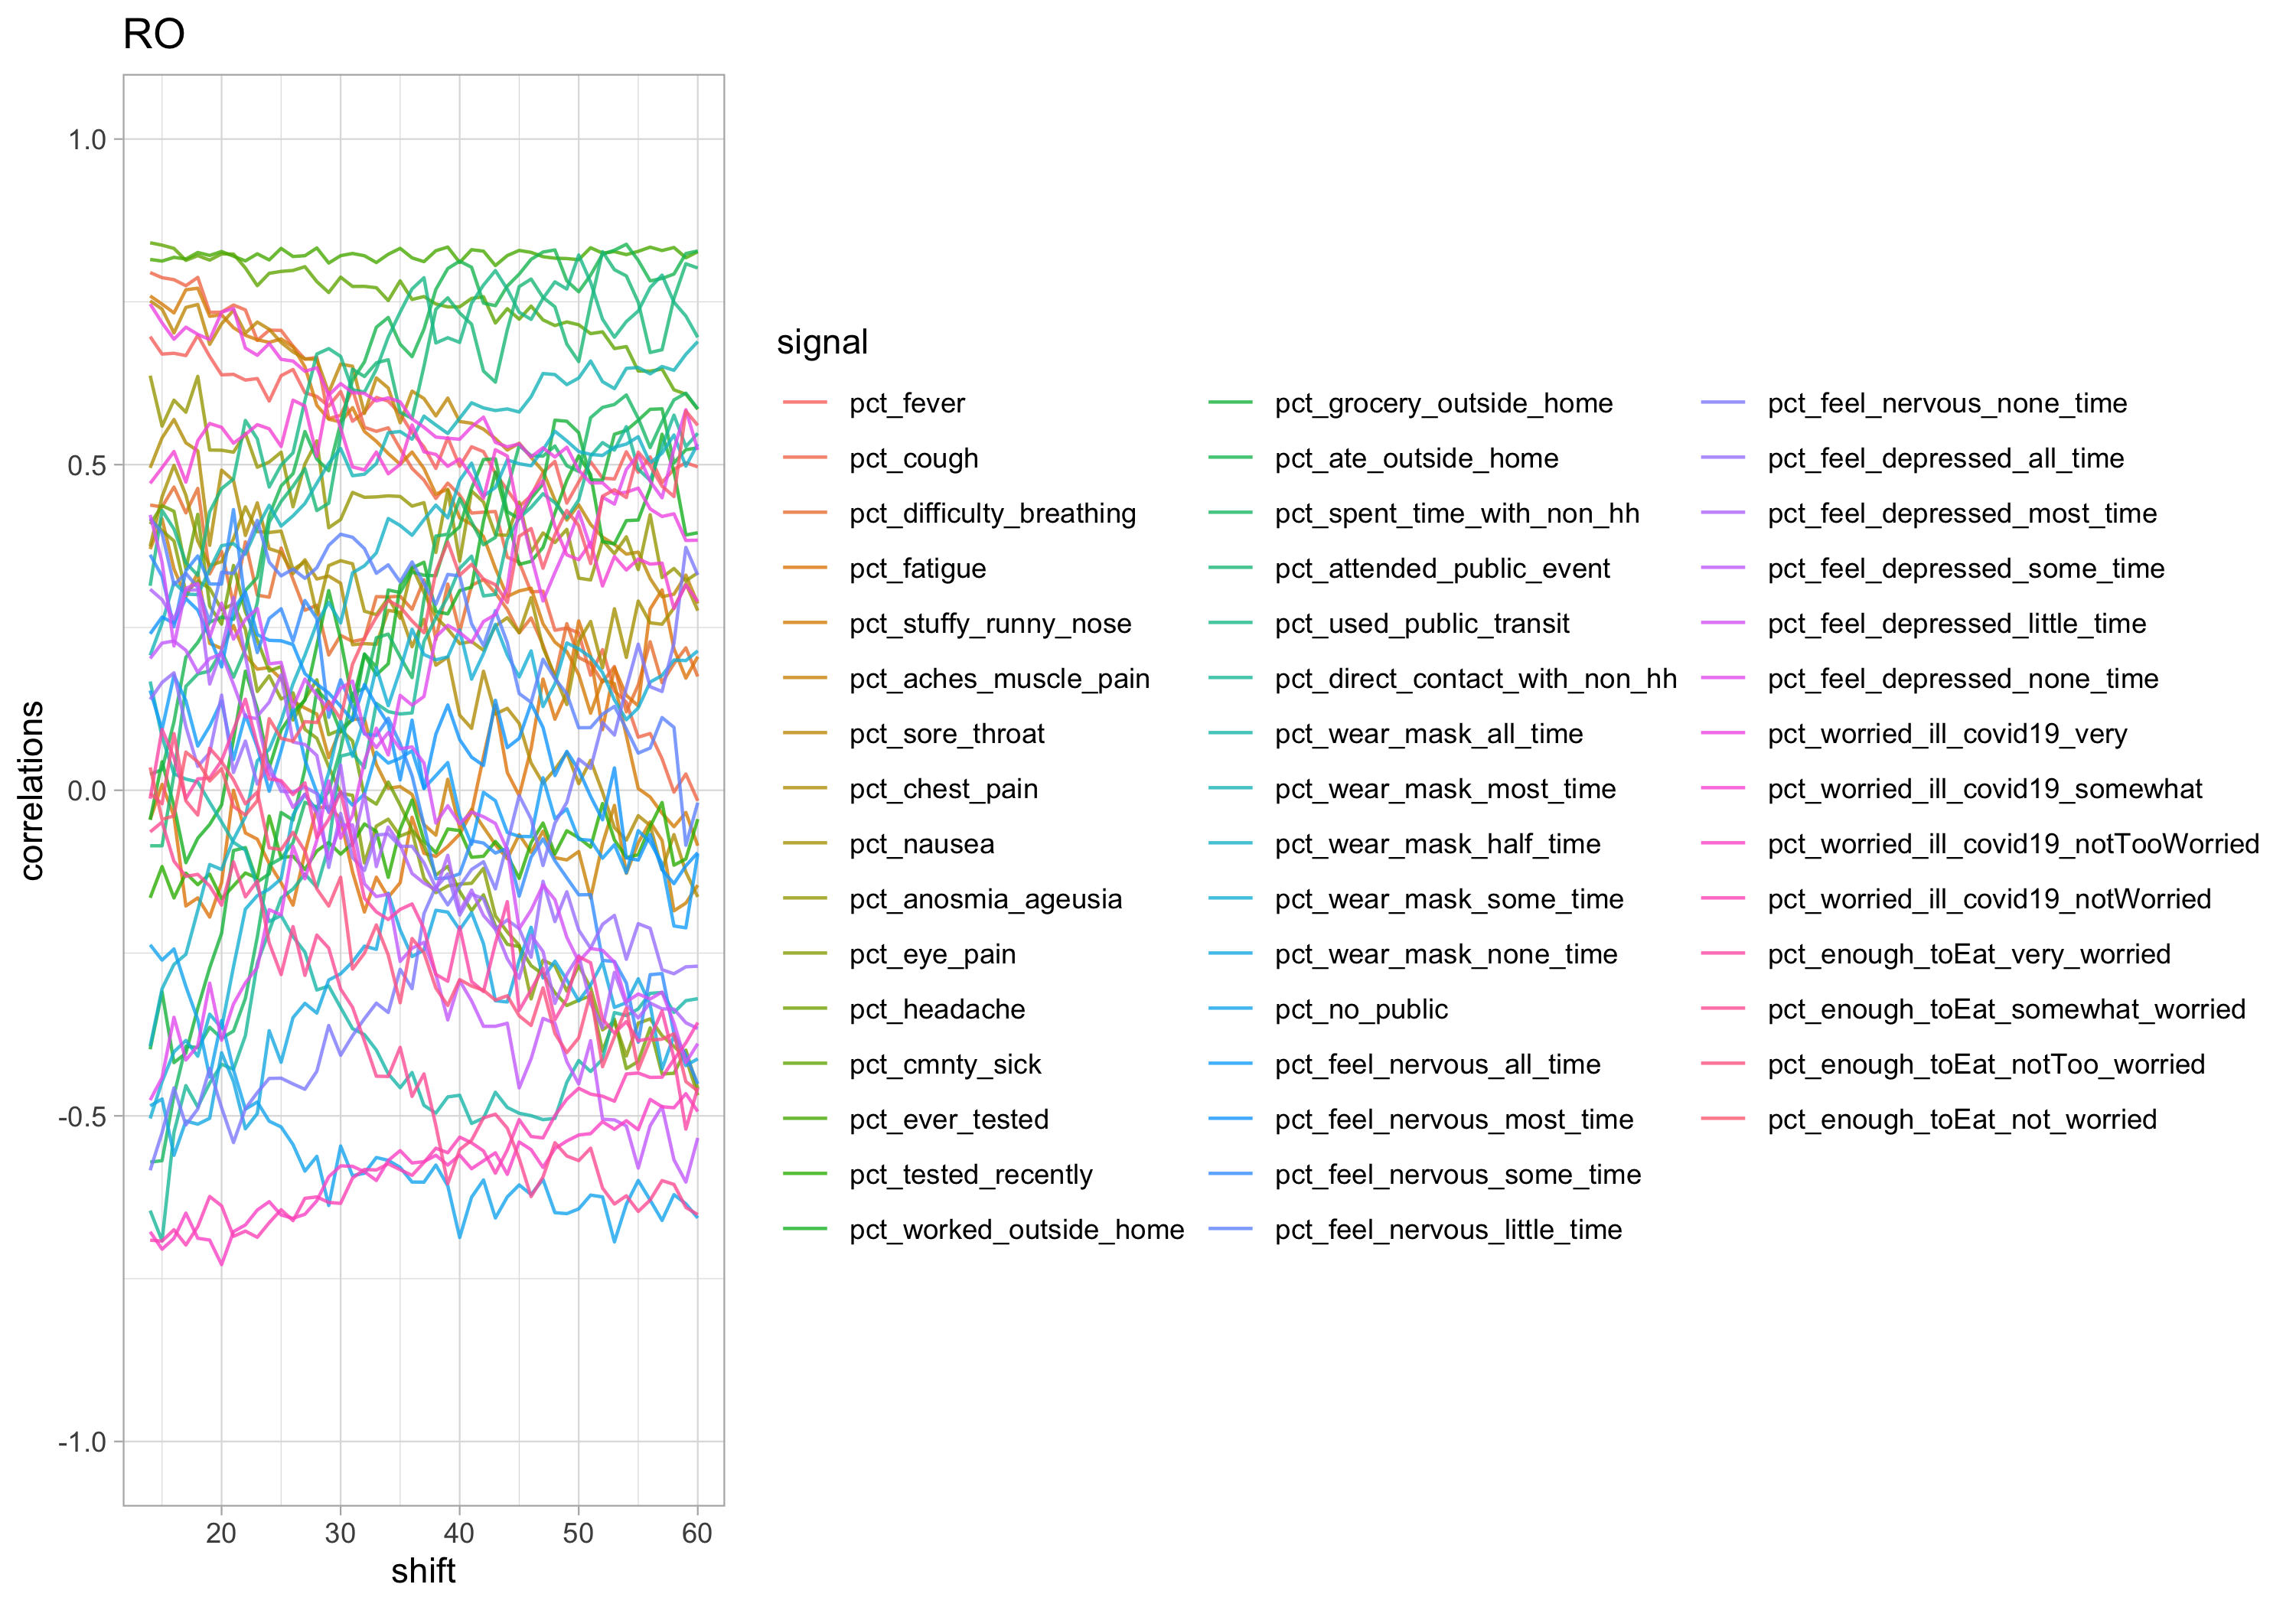 RO
correlations
1.0
0.5
0.0
-0.5
-1.0
20 30 40 50 60
shift
signal
pct_fever
pct_cough
pct_difficulty_breathing
pct_fatigue
pct_stuffy_runny_nose
pct_aches_muscle_pain
pct_sore_throat
pct_chest_pain
pct_nausea
pct_anosmia_ageusia
pct_eye_pain
pct_headache
pct_cmnty_sick
pct_ever_tested
pct_tested_recently
pct_worked_outside_home
pct_grocery_outside_home
pct_ate_outside_home
pct_spent_time_with_non_hh
pct_attended_public_event
pct_used_public_transit
pct_direct_contact_with_non_hh
pct_wear_mask_all_time
pct_wear_mask_most_time
pct_wear_mask_half_time
pct_wear_mask_some_time
pct_wear_mask_none_time
pct_no_public
pct_feel_nervous_all_time
pct_feel_nervous_most_time
pct_feel_nervous_some_time
pct_feel_nervous_little_time
pct_feel_nervous_none_time
pct_feel_depressed_all_time
pct_feel_depressed_most_time
pct_feel_depressed_some_time
pct_feel_depressed_little_time
pct_feel_depressed_none_time
pct_worried_ill_covid19_very
pct_worried_ill_covid19_somewhat
pct_worried_ill_covid19_notTooWorried
pct_worried_ill_covid19_notWorried
pct_enough_toEat_very_worried
pct_enough_toEat_somewhat_worried
pct_enough_toEat_notToo_worried
pct_enough_toEat_not_worried